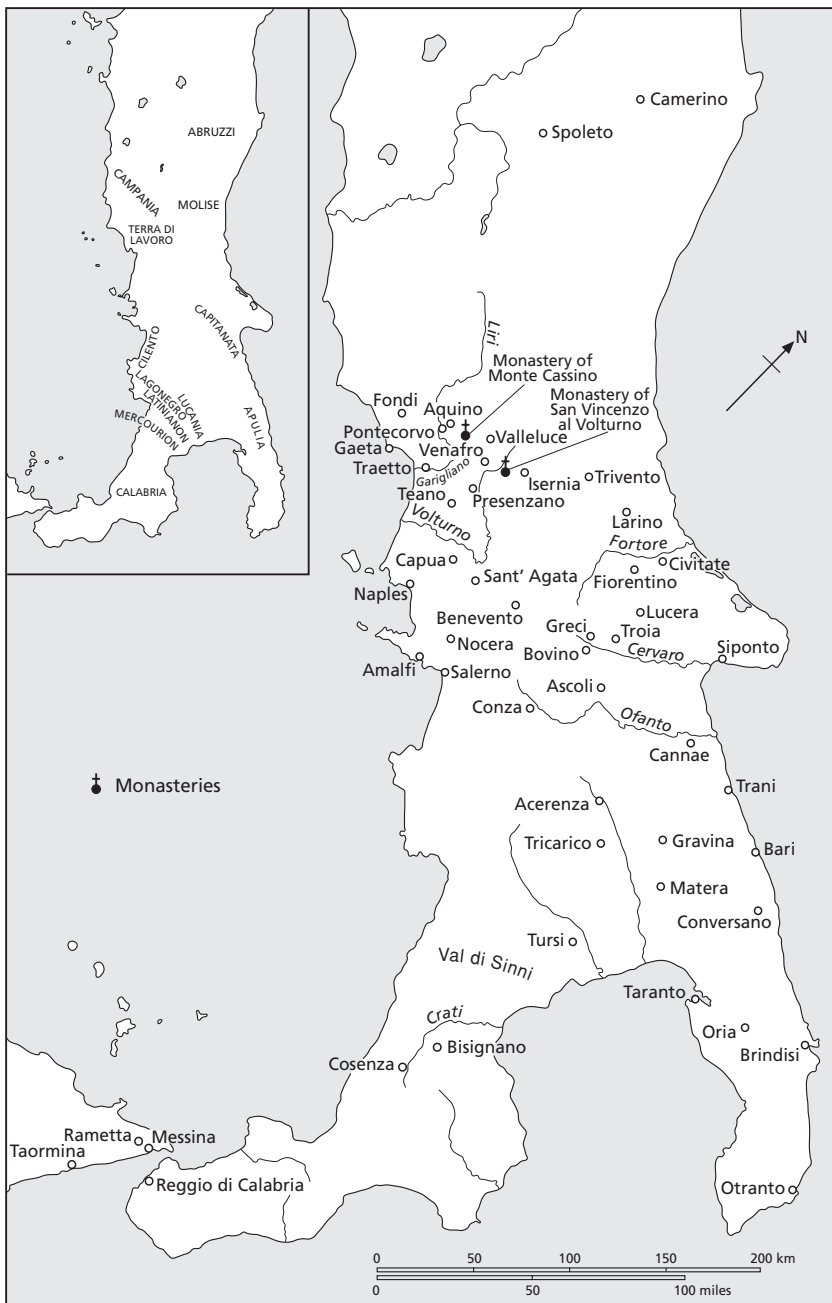 ABRUZZI
CAMPANIA
MOLISE
TERRA DI
LAVORO
CAPITANATA
CILENTO
LAGONEGRO
LATINIANON
LUCANIA
MERCOURION
APULIA
CALABRIA
Camerino
Spoleto
N
Liri
Monastery of
Monte Cassino
Monastery of
San Vincenzo
al Volturno
Fondi
Aquino
Pontecorvo
Valleluce
Gaeta
Venafro
Traetto
Garigliano
Isernia
Trivento
Teano
Presenzano
Volturno
Larino
Fortore
Capua
Civitate
Sant' Agata
Fiorentino
Naples
Benevento
Lucera
Greci
Troia
Nocera
Bovino
Cervaro
Siponto
Amalfi
Salerno
Ascoli
Conza
Ofanto
Cannae
Monasteries
Trani
Acerenza
Tricarico
Gravina
Bari
Matera
Conversano
Tursi
Val di Sinni
Taranto
Crati
Oria
Bisignano
Brindisi
Cosenza
Rametta
Messina
Taormina
Reggio di Calabria
Otranto
0 50 100 150 200 km
0 50 100 miles